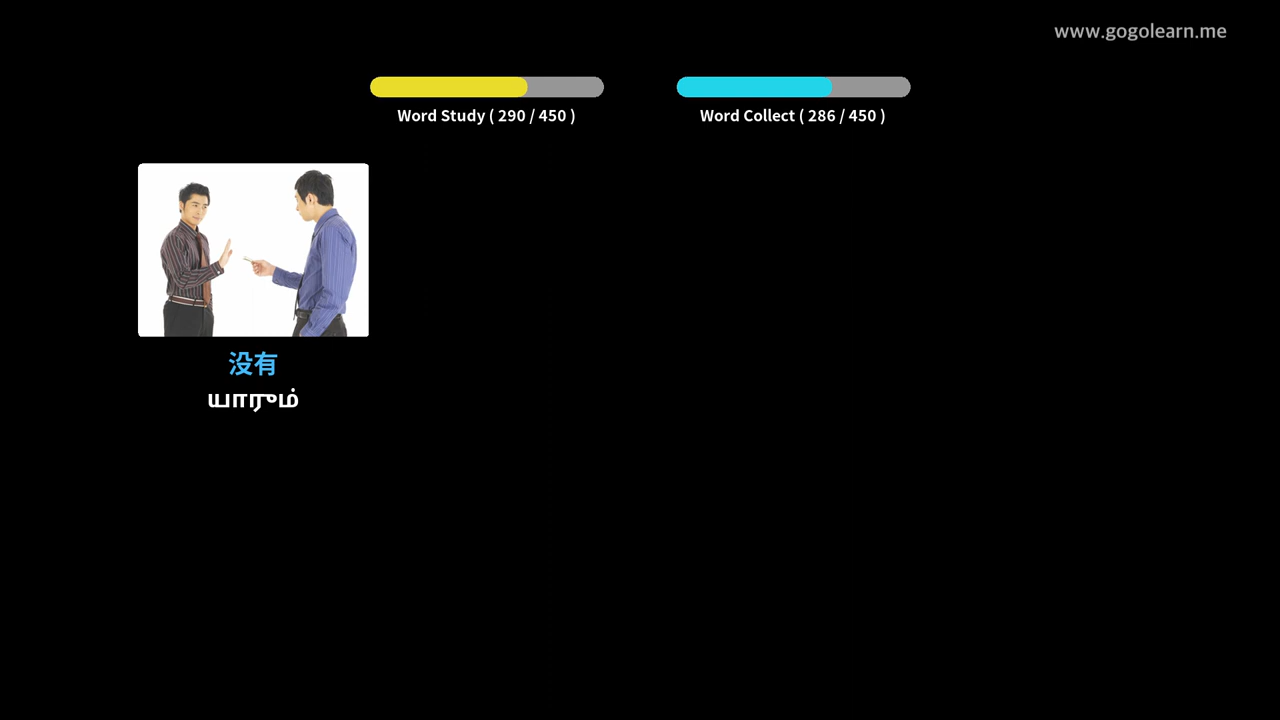 www.gogolearn.me
Word Study ( 290 / 450 )
Word Collect ( 286 / 450 )
没有
யாரும்